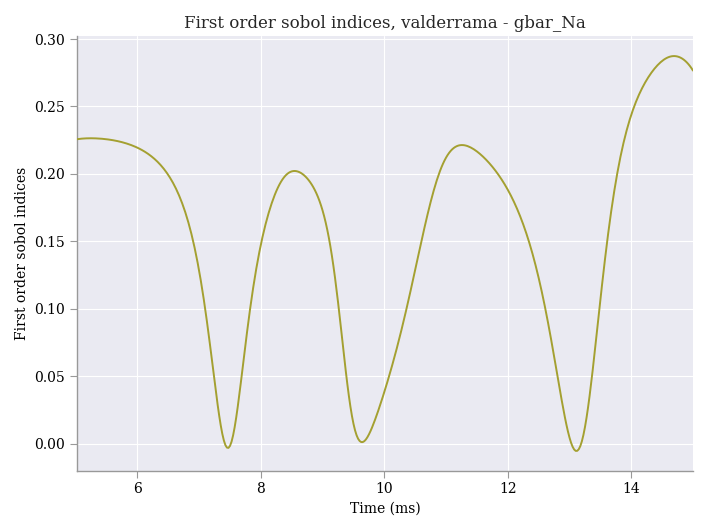 First order sobol indices, valderrama - gbar_Na
0.30
0.25
0.20
0.15
0.10
0.05
0.00
First order sobol indices
6 8 10 12 14
Time (ms)